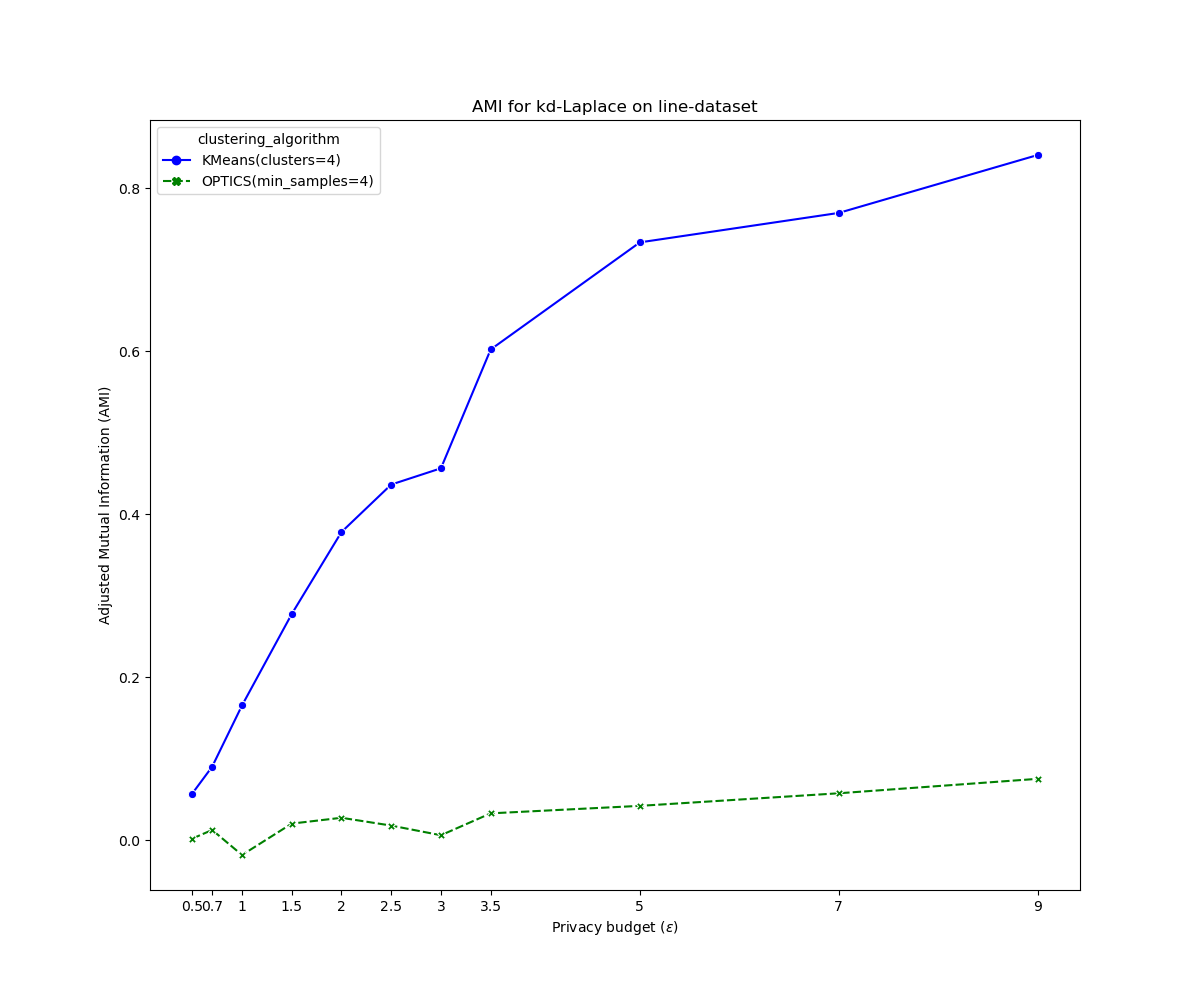 AMI for kd-Laplace on line-dataset
clustering_algorithm
KMeans(clusters=4)
OPTICS(min_samples=4)
Adjusted Mutual Information (AMI)
0.8
0.6
0.4
0.2
0.0
0.5 0.7 1 1.5 2 2.5 3 3.5 5 7 9
Privacy budget (ε)